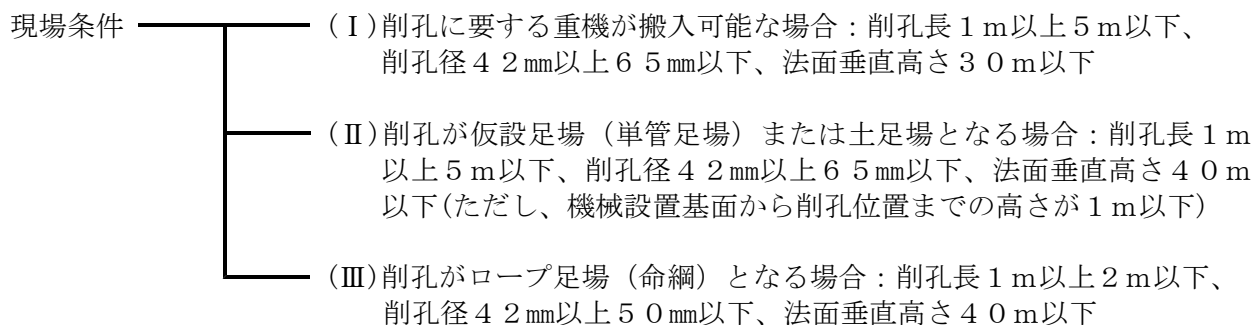 現場条件 (Ⅰ)削孔に要する重機が搬入可能な場合：削孔長１ｍ以上５ｍ以下、
削孔径４２㎜以上６５㎜以下、法面垂直高さ３０ｍ以下
(Ⅱ)削孔が仮設足場（単管足場）または土足場となる場合：削孔長１ｍ
以上５ｍ以下、削孔径４２㎜以上６５㎜以下、法面垂直高さ４０ｍ
以下(ただし、機械設置基面から削孔位置までの高さが１ｍ以下)
(Ⅲ)削孔がロープ足場（命綱）となる場合：削孔長１ｍ以上２ｍ以下、
削孔径４２㎜以上５０㎜以下、法面垂直高さ４０ｍ以下